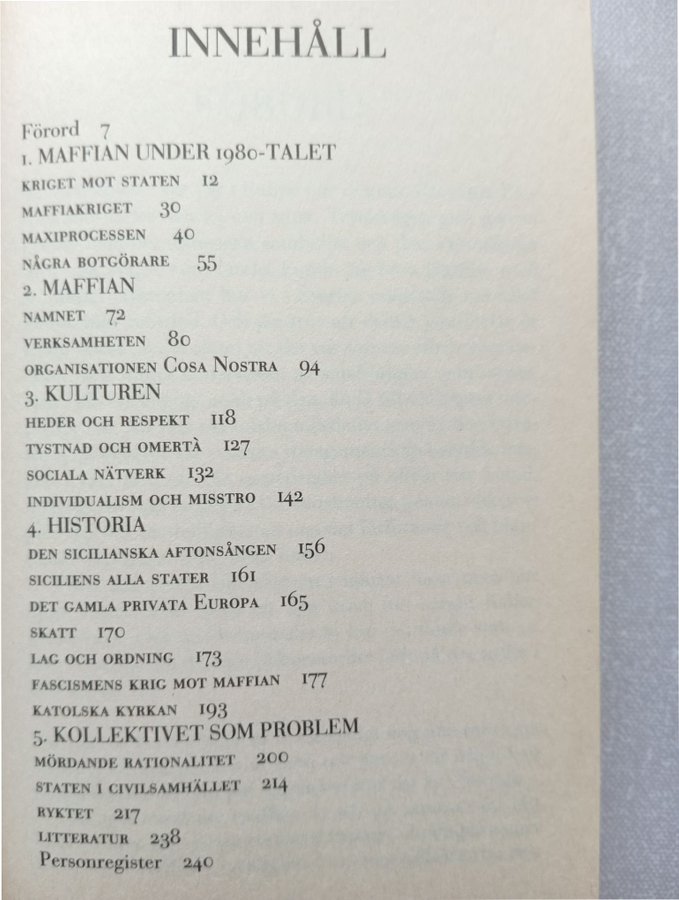 INNEHÅLL
Förord 7
1. MAFFIAN UNDER 1980-TALET
KRIGET MOT STATEN 12
MAFFIAKRIGET 30
MAXIPROCESSEN 40
NÅGRA BOTGÖRARE 55
2. MAFFIAN
NAMNET 72
VERKSAMHETEN 80
ORGANISATIONEN COSA NOSTRA 94
3. KULTUREN
HEDER OCH RESPEKT 118
TYSTNAD OCH OMERTÀ 127
SOCIALA NÄTVERK 132
INDIVIDUALISM OCH MISSTRO 142
4. HISTORIA
DEN SICILIANSKA AFTONSÅNGEN 156
SICILIENS ALLA STATER 161
DET GAMLA PRIVATA EUROPA 165
SKATT 170
LAG OCH ORDNING 173
FASCISMENS KRIG MOT MAFFIAN 177
KATOLSKA KYRKAN 193
5. KOLLEKTIVET SOM PROBLEM
MÖRDANDE RATIONALITET 200
STATEN I CIVILSAMHÄLLET 214
RYKTET 217
LITTERATUR 238
Personregister 240